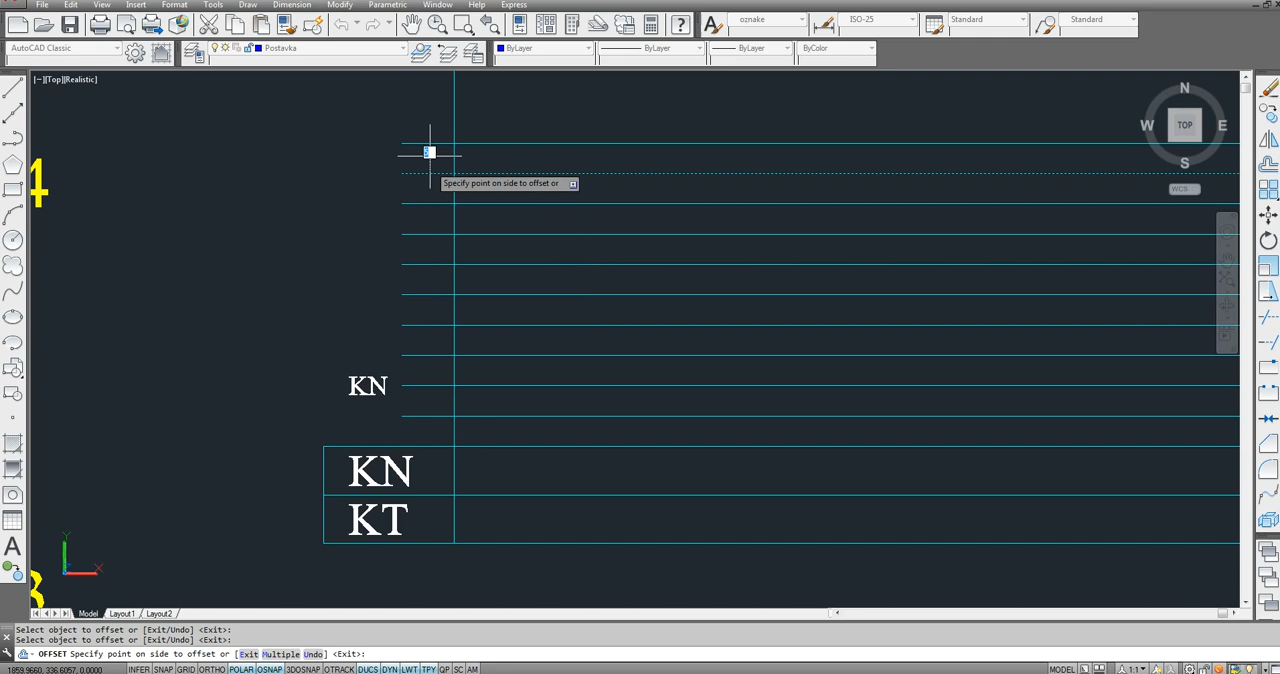 File Edit View Insert Format Tools Draw Dimension Modify Parametric Window Help Express
oznake ISO-25 Standard Standard
AutoCAD Classic Postavka ByLayer ByLayer ByLayer ByColor
[−][Top][Realistic]
N
W TOP E
S
WCS
4
Specify point on side to offset or
KN
KN
KT
Y
X
Model Layout1 Layout2
Select object to offset or [Exit/Undo] <Exit>:
Select object to offset or [Exit/Undo] <Exit>:
OFFSET Specify point on side to offset or [Exit Multiple Undo] <Exit>:
1859.9660, 336.6057, 0.0000 INFER SNAP GRID ORTHO POLAR OSNAP 3DOSNAP OTRACK DUCS DYN LWT TPY QP SC AM MODEL 1:1